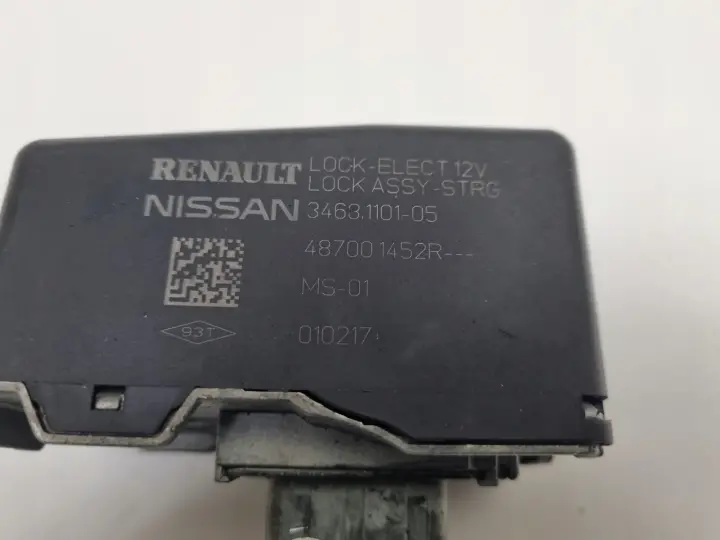 RENAULT LOCK-ELECT 12V
LOCK ASSY-STRG
NISSAN 3463.1101-05
487001452R---
MS-01
93T 010217